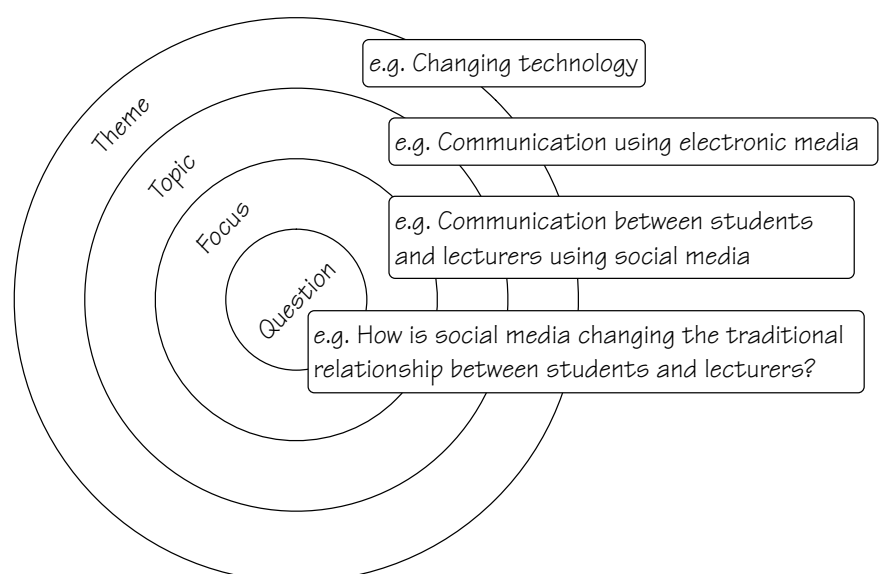 Theme
e.g. Changing technology
Topic
e.g. Communication using electronic media
Focus
e.g. Communication between students
and lecturers using social media
Question
e.g. How is social media changing the traditional
relationship between students and lecturers?